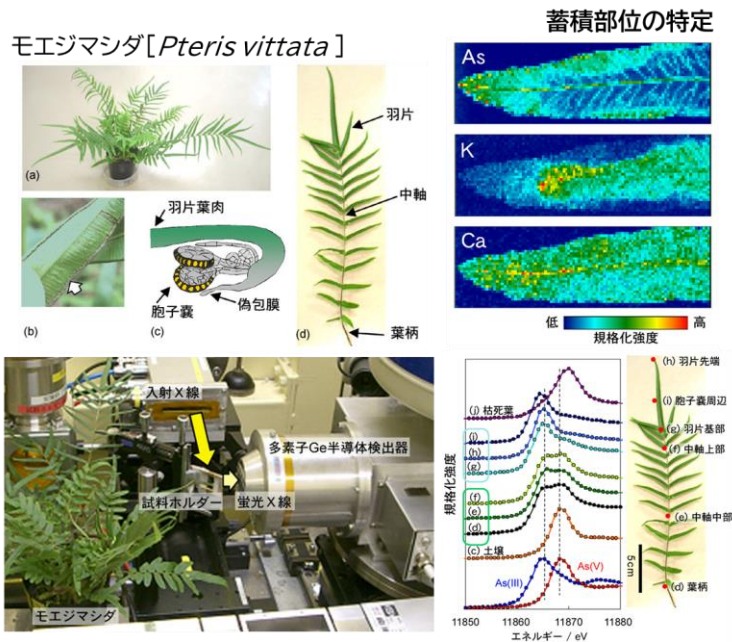 蓄積部位の特定
モエジマシダ[Pteris vittata ]
(a)
(b)
羽片葉肉
胞子嚢
偽包膜
(c)
羽片
中軸
葉柄
(d)
As
K
Ca
低 高
規格化強度
入射X線
多素子Ge半導体検出器
試料ホルダー
蛍光X線
モエジマシダ
規格化強度
(j) 枯死葉
(i)
(h)
(g)
(f)
(e)
(d)
(c) 土壌
As(III)
As(V)
11850 11860 11870 11880
エネルギー / eV
(h) 羽片先端
(i) 胞子嚢周辺
(g) 羽片基部
(f) 中軸上部
(e) 中軸中部
5cm
(d) 葉柄